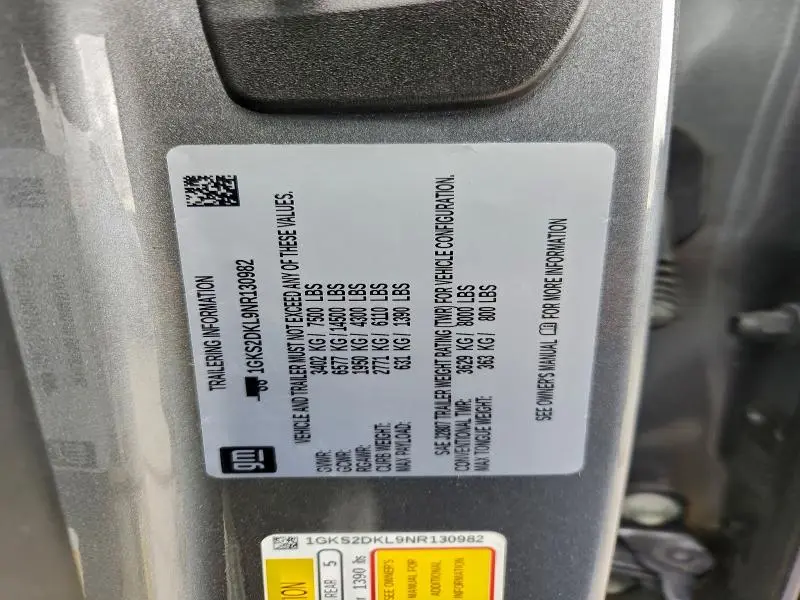 gm
TRAILERING INFORMATION
1GKS2DKL9NR130982
VEHICLE AND TRAILER MUST NOT EXCEED ANY OF THESE VALUES.
GVWR: 3402 KG / 7500 LBS
GCWR: 6577 KG / 14500 LBS
RGAWR: 1950 KG / 4300 LBS
CURB WEIGHT: 2771 KG / 6110 LBS
MAX PAYLOAD: 631 KG / 1390 LBS
SAE J2807 TRAILER WEIGHT RATING (TWR) FOR VEHICLE CONFIGURATION.
CONVENTIONAL TWR: 3629 KG / 8000 LBS
MAX TONGUE WEIGHT: 363 KG / 800 LBS
SEE OWNER'S MANUAL FOR MORE INFORMATION
1GKS2DKL9NR130982
REAR 5
1390 lbs
SEE OWNER'S
MANUAL FOR
ADDITIONAL
INFORMATION